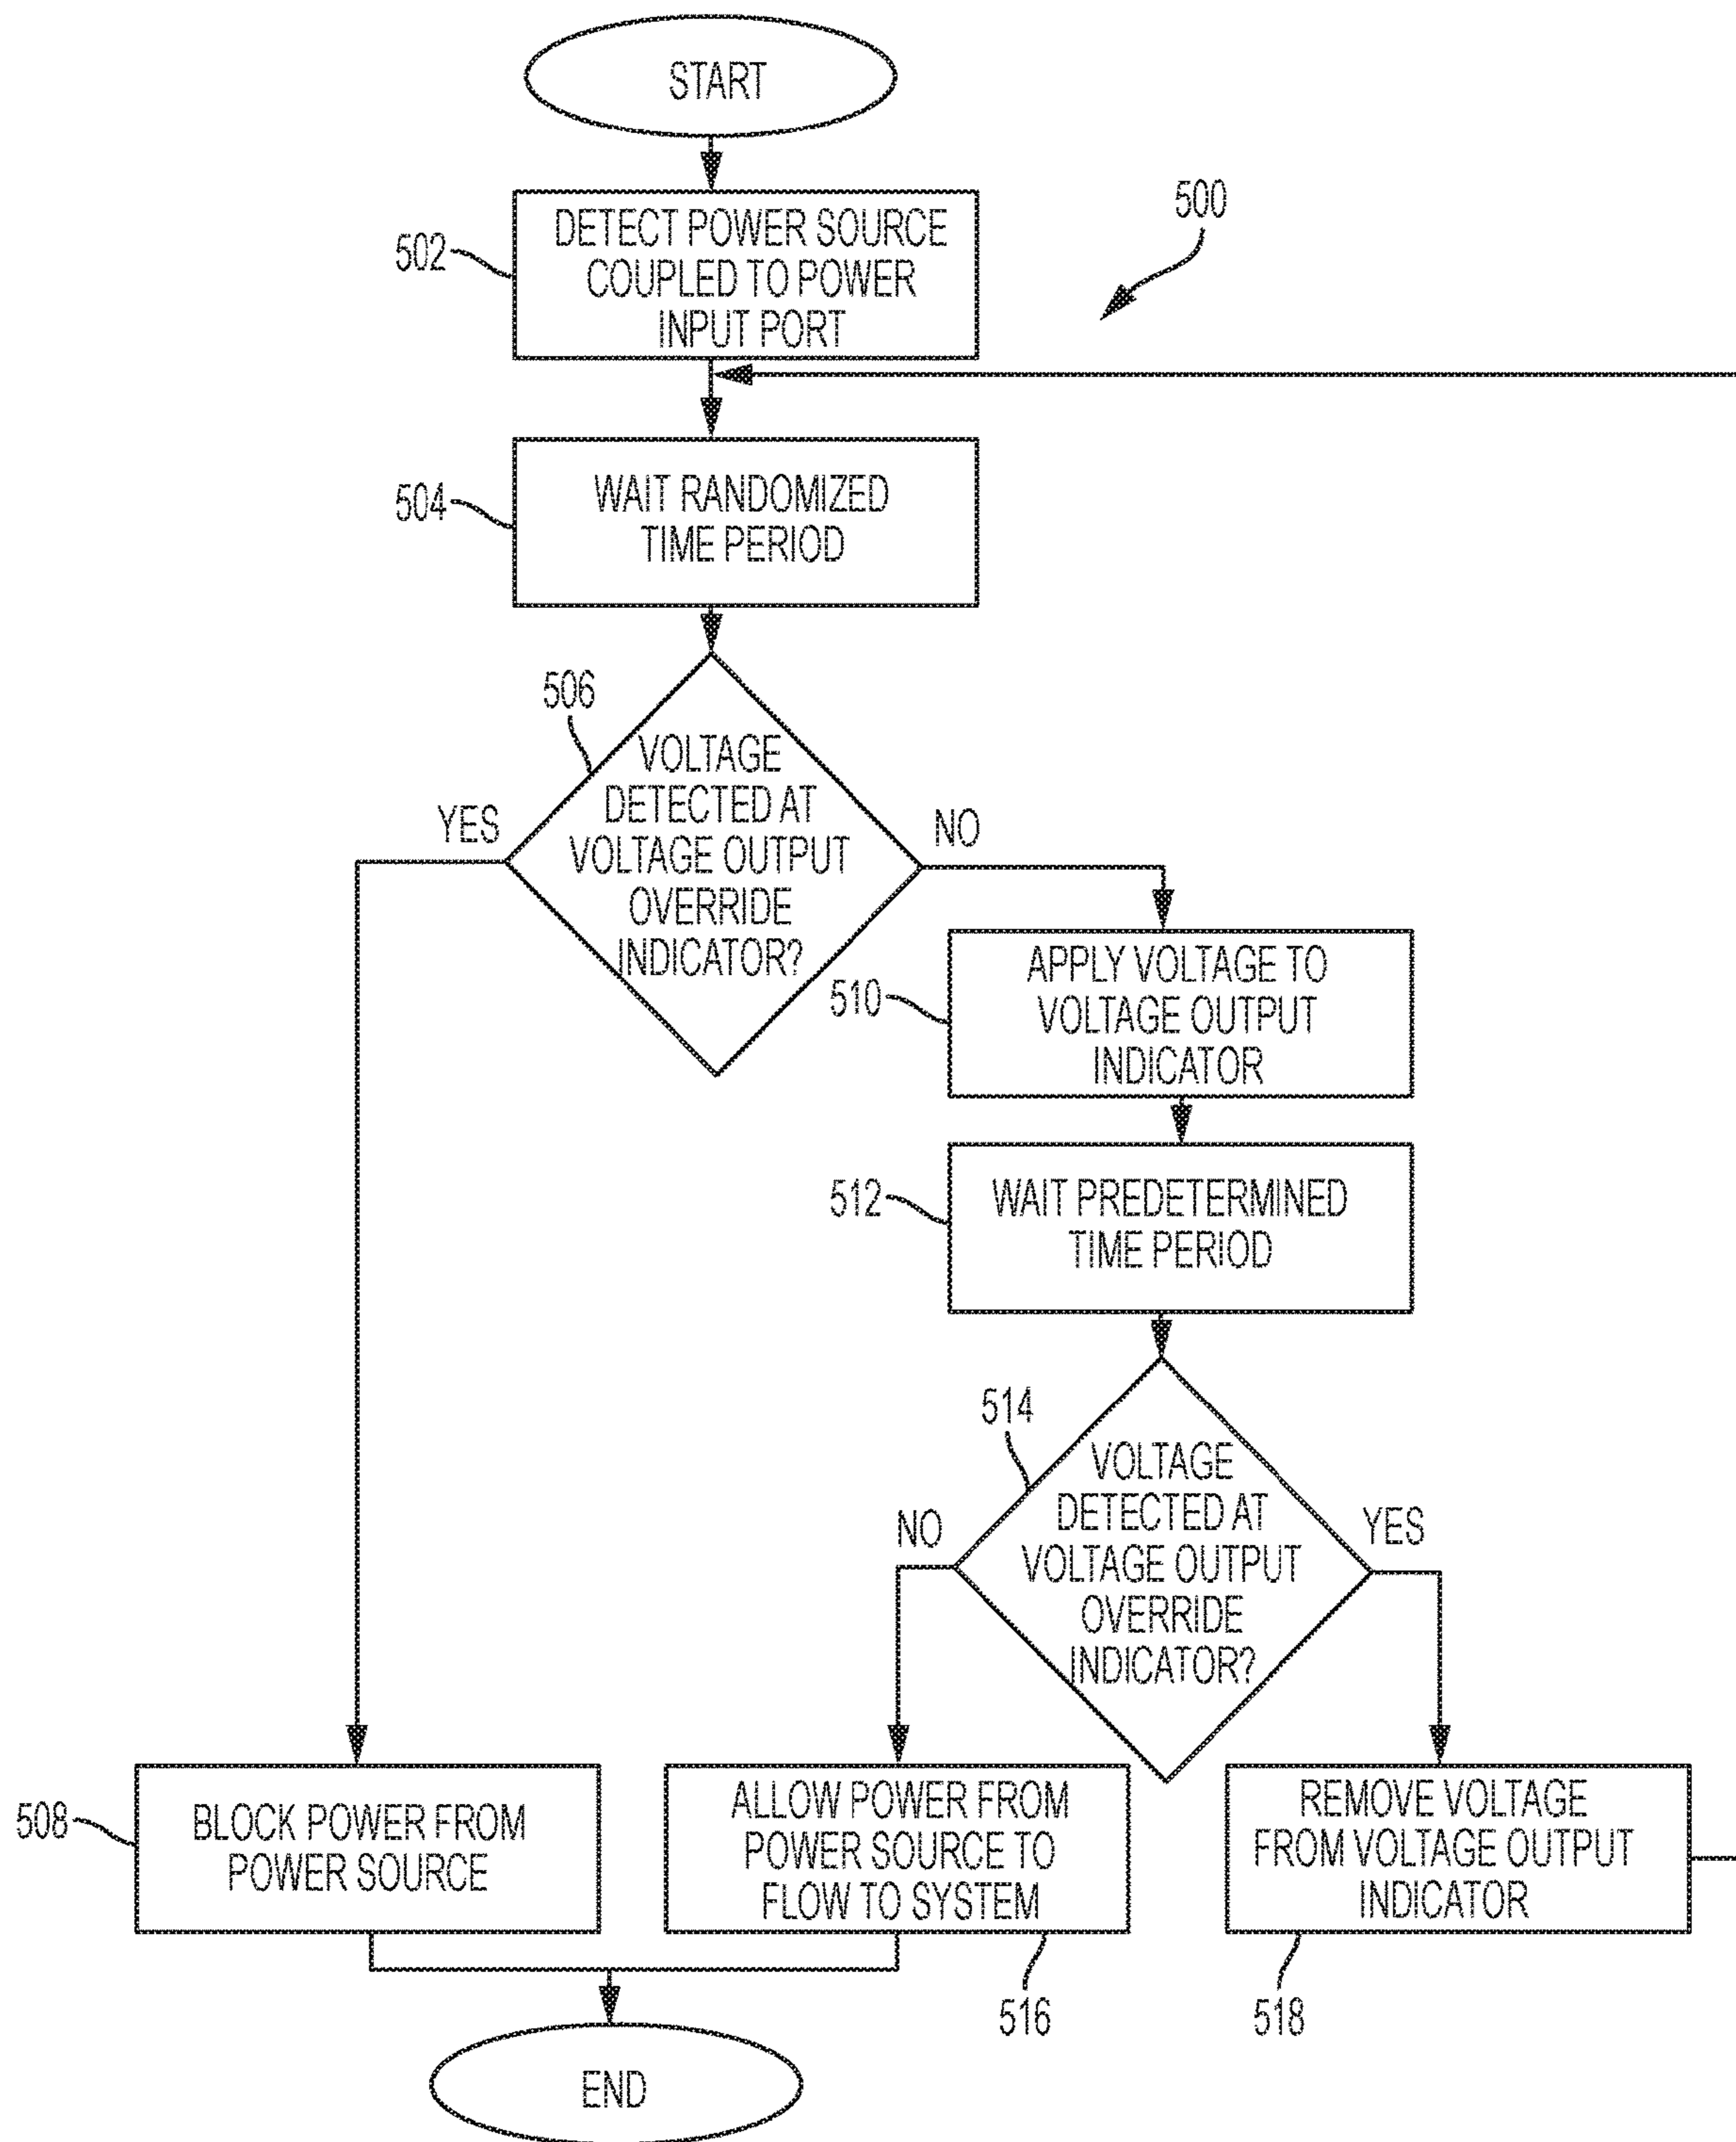 START
DETECT POWER SOURCE
COUPLED TO POWER
INPUT PORT
502
500
WAIT RANDOMIZED
TIME PERIOD
504
506
VOLTAGE
DETECTED AT
VOLTAGE OUTPUT
OVERRIDE
INDICATOR?
YES
NO
APPLY VOLTAGE TO
VOLTAGE OUTPUT
INDICATOR
510
WAIT PREDETERMINED
TIME PERIOD
512
514
VOLTAGE
DETECTED AT
VOLTAGE OUTPUT
OVERRIDE
INDICATOR?
NO
YES
508
BLOCK POWER FROM
POWER SOURCE
ALLOW POWER FROM
POWER SOURCE TO
FLOW TO SYSTEM
REMOVE VOLTAGE
FROM VOLTAGE OUTPUT
INDICATOR
516
518
END